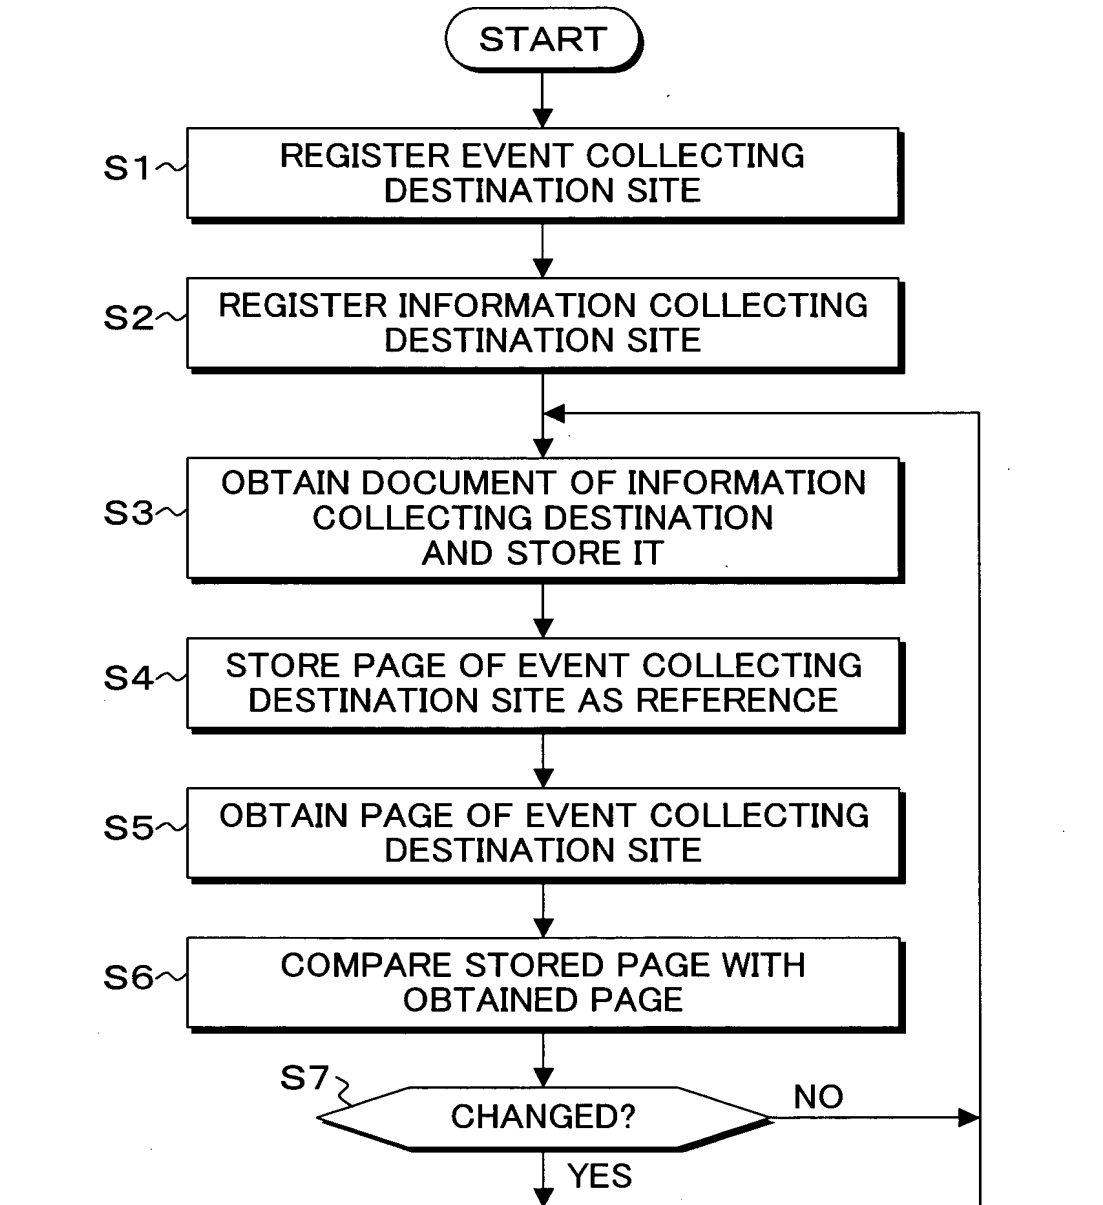 START
S1
REGISTER EVENT COLLECTING
DESTINATION SITE
S2
REGISTER INFORMATION COLLECTING
DESTINATION SITE
S3
OBTAIN DOCUMENT OF INFORMATION
COLLECTING DESTINATION
AND STORE IT
S4
STORE PAGE OF EVENT COLLECTING
DESTINATION SITE AS REFERENCE
S5
OBTAIN PAGE OF EVENT COLLECTING
DESTINATION SITE
S6
COMPARE STORED PAGE WITH
OBTAINED PAGE
S7
CHANGED?
NO
YES